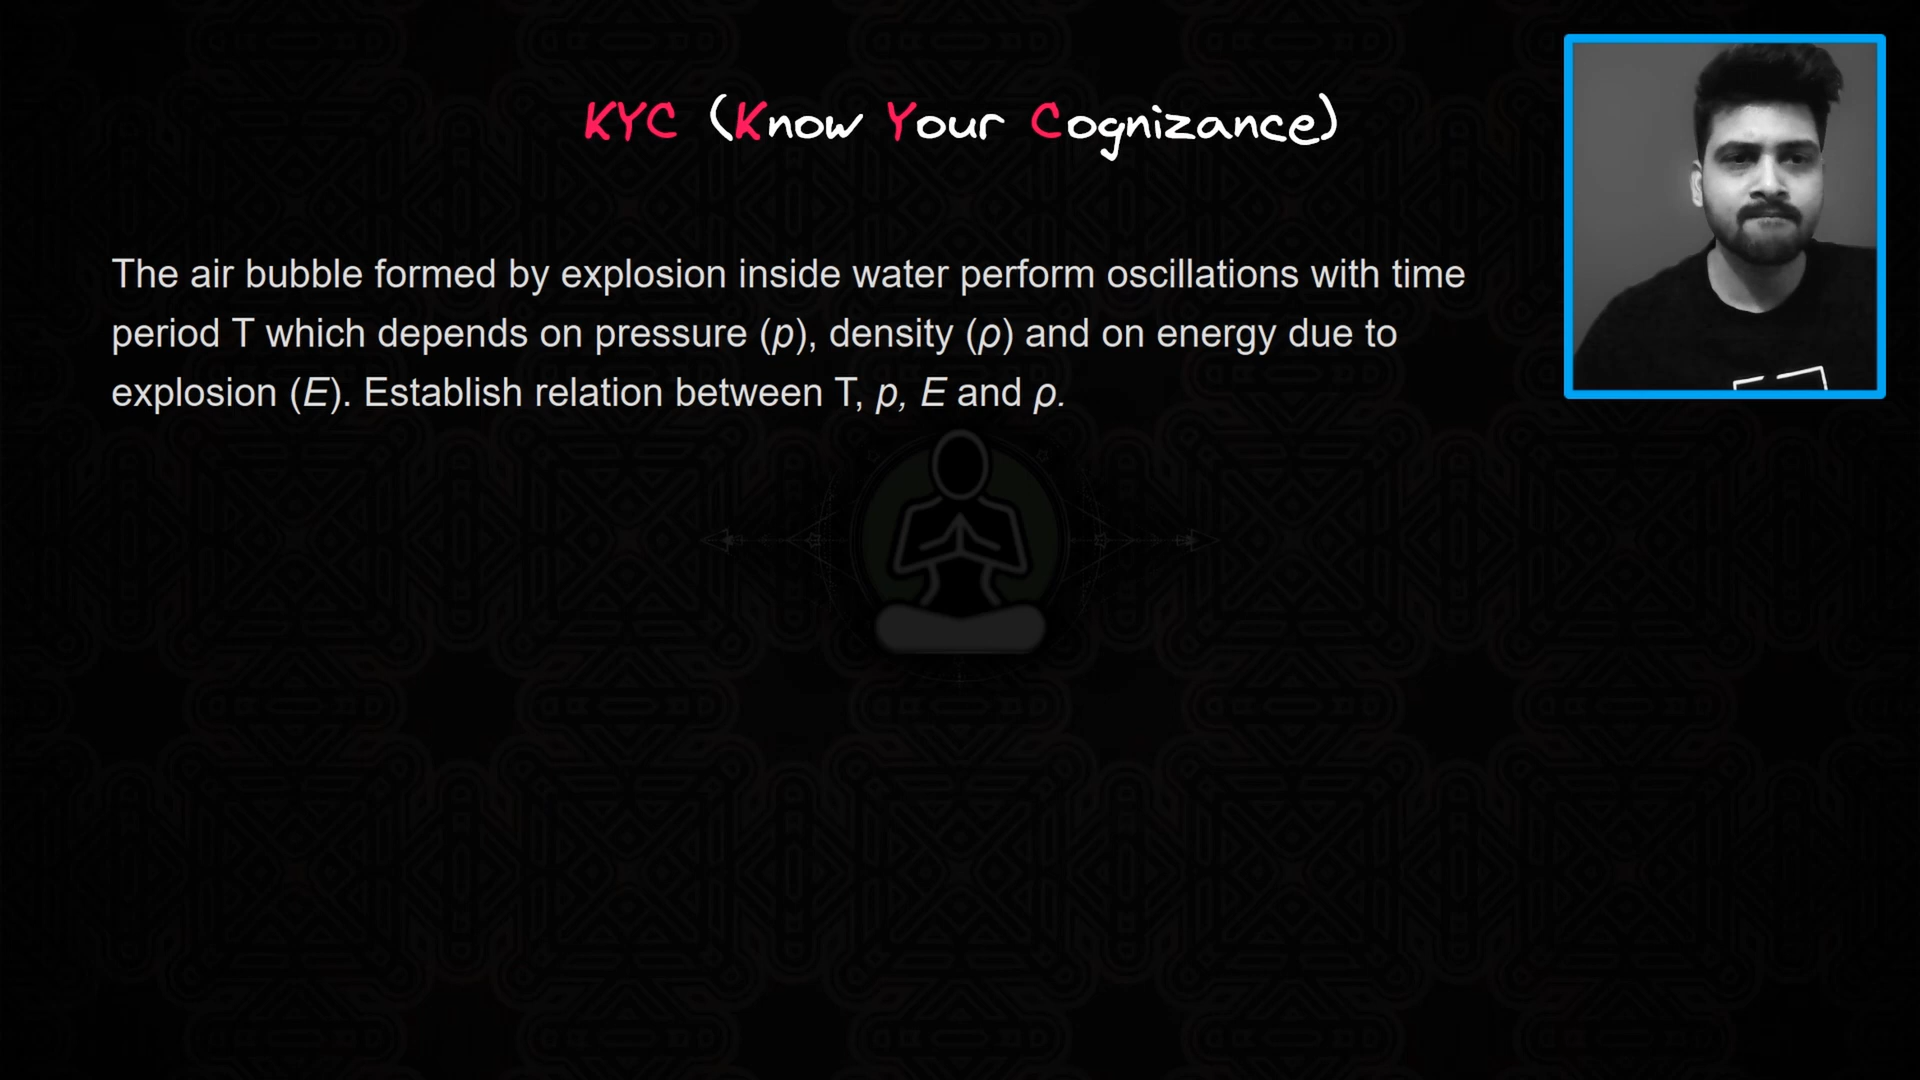 KYC (Know Your Cognizance)
The air bubble formed by explosion inside water perform oscillations with time
period T which depends on pressure (p), density (ρ) and on energy due to
explosion (E). Establish relation between T, p, E and ρ.